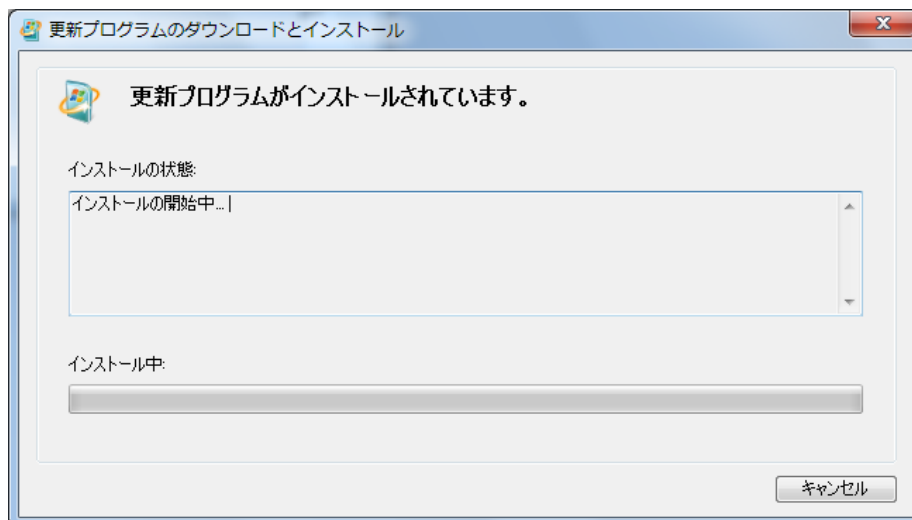 更新プログラムのダウンロードとインストール
更新プログラムがインストールされています。
インストールの状態:
インストールの開始中...
インストール中:
キャンセル